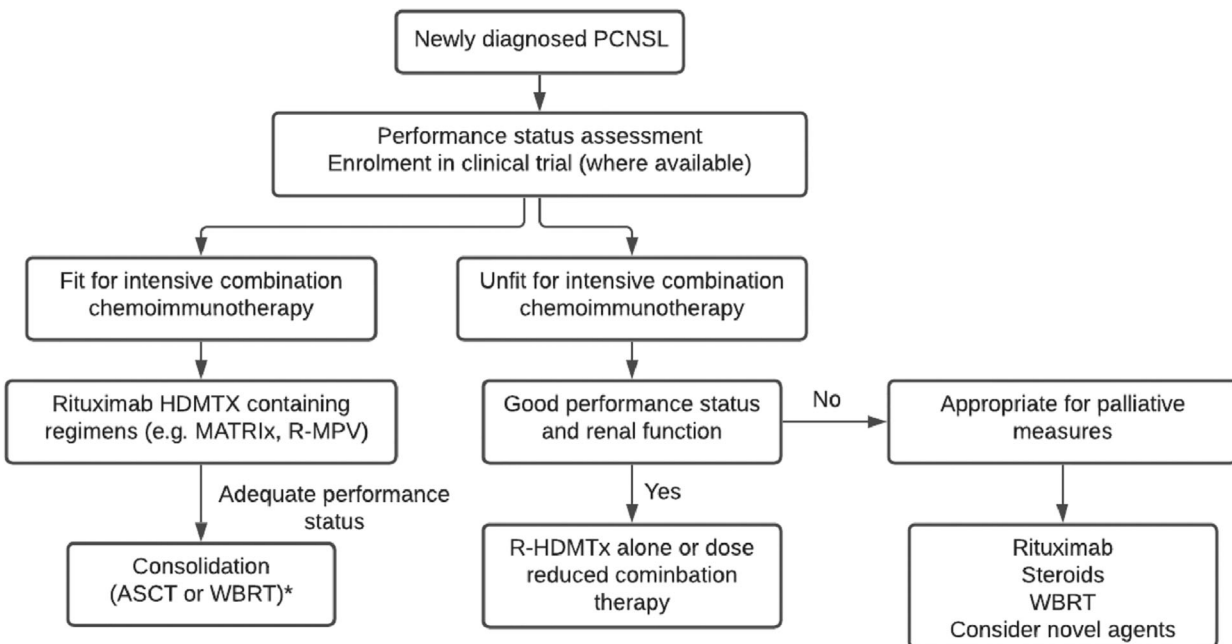 Newly diagnosed PCNSL
Performance status assessment
Enrolment in clinical trial (where available)
Fit for intensive combination
chemoimmunotherapy
Unfit for intensive combination
chemoimmunotherapy
Rituximab HDMTX containing
regimens (e.g. MATRIx, R-MPV)
Good performance status
and renal function
No
Appropriate for palliative
measures
Adequate performance
status
Yes
Consolidation
(ASCT or WBRT)*
R-HDMTx alone or dose
reduced cominbation
therapy
Rituximab
Steroids
WBRT
Consider novel agents